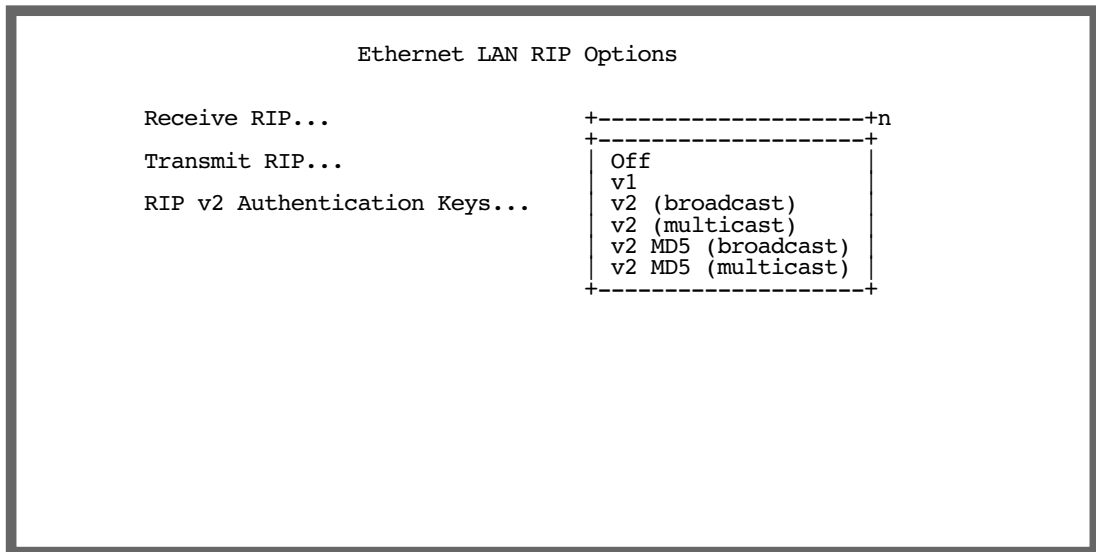 Ethernet LAN RIP Options
Receive RIP... +--------------------+n
+--------------------+
Transmit RIP... | Off |
| v1 |
RIP v2 Authentication Keys... | v2 (broadcast) |
| v2 (multicast) |
| v2 MD5 (broadcast) |
| v2 MD5 (multicast) |
+--------------------+